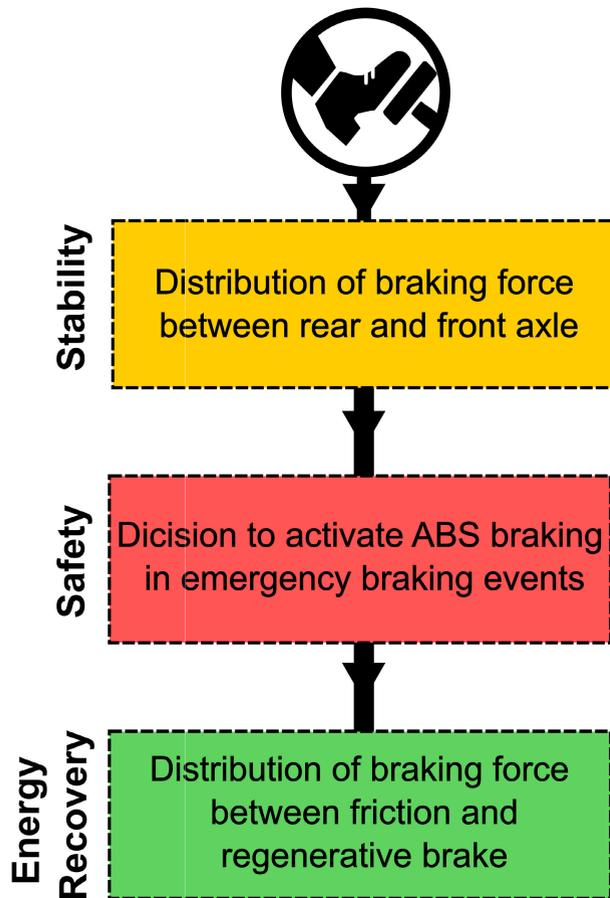 Stability
Distribution of braking force
between rear and front axle
Safety
Dicision to activate ABS braking
in emergency braking events
Energy
Recovery
Distribution of braking force
between friction and
regenerative brake